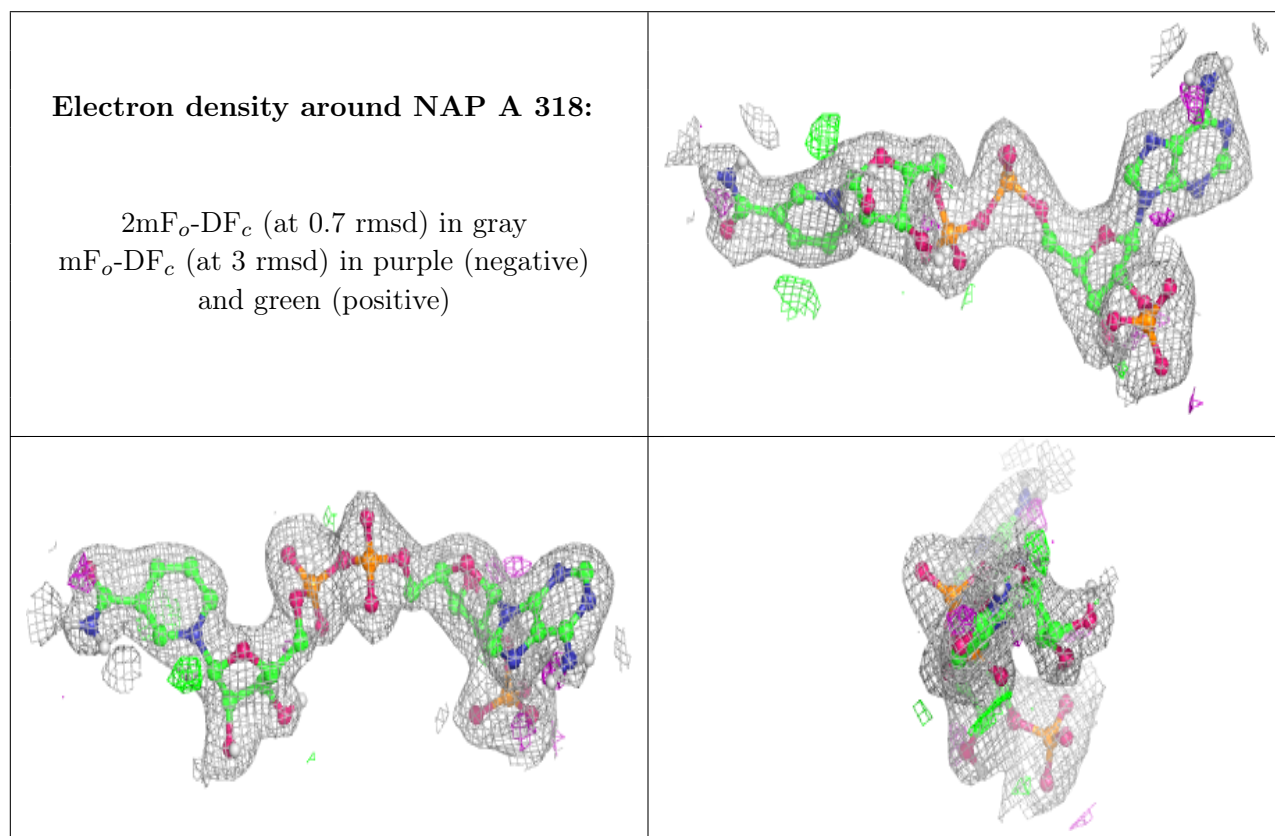 Electron density around NAP A 318:
2mFo-DFc (at 0.7 rmsd) in gray
mFo-DFc (at 3 rmsd) in purple (negative)
and green (positive)